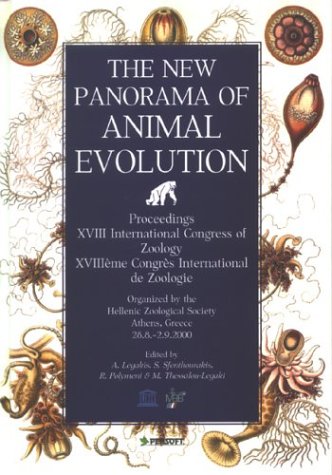 THE NEW
PANORAMA OF
ANIMAL
EVOLUTION
Proceedings
XVIII International Congress of
Zoology
XVIIIème Congrès International
de Zoologie
Organized by the
Hellenic Zoological Society
Athens, Greece
28.8.-2.9.2000
Edited by
A. Legakis, S. Sfenthourakis,
R. Polymeni & M. Thessalou-Legaki
PENSOFT